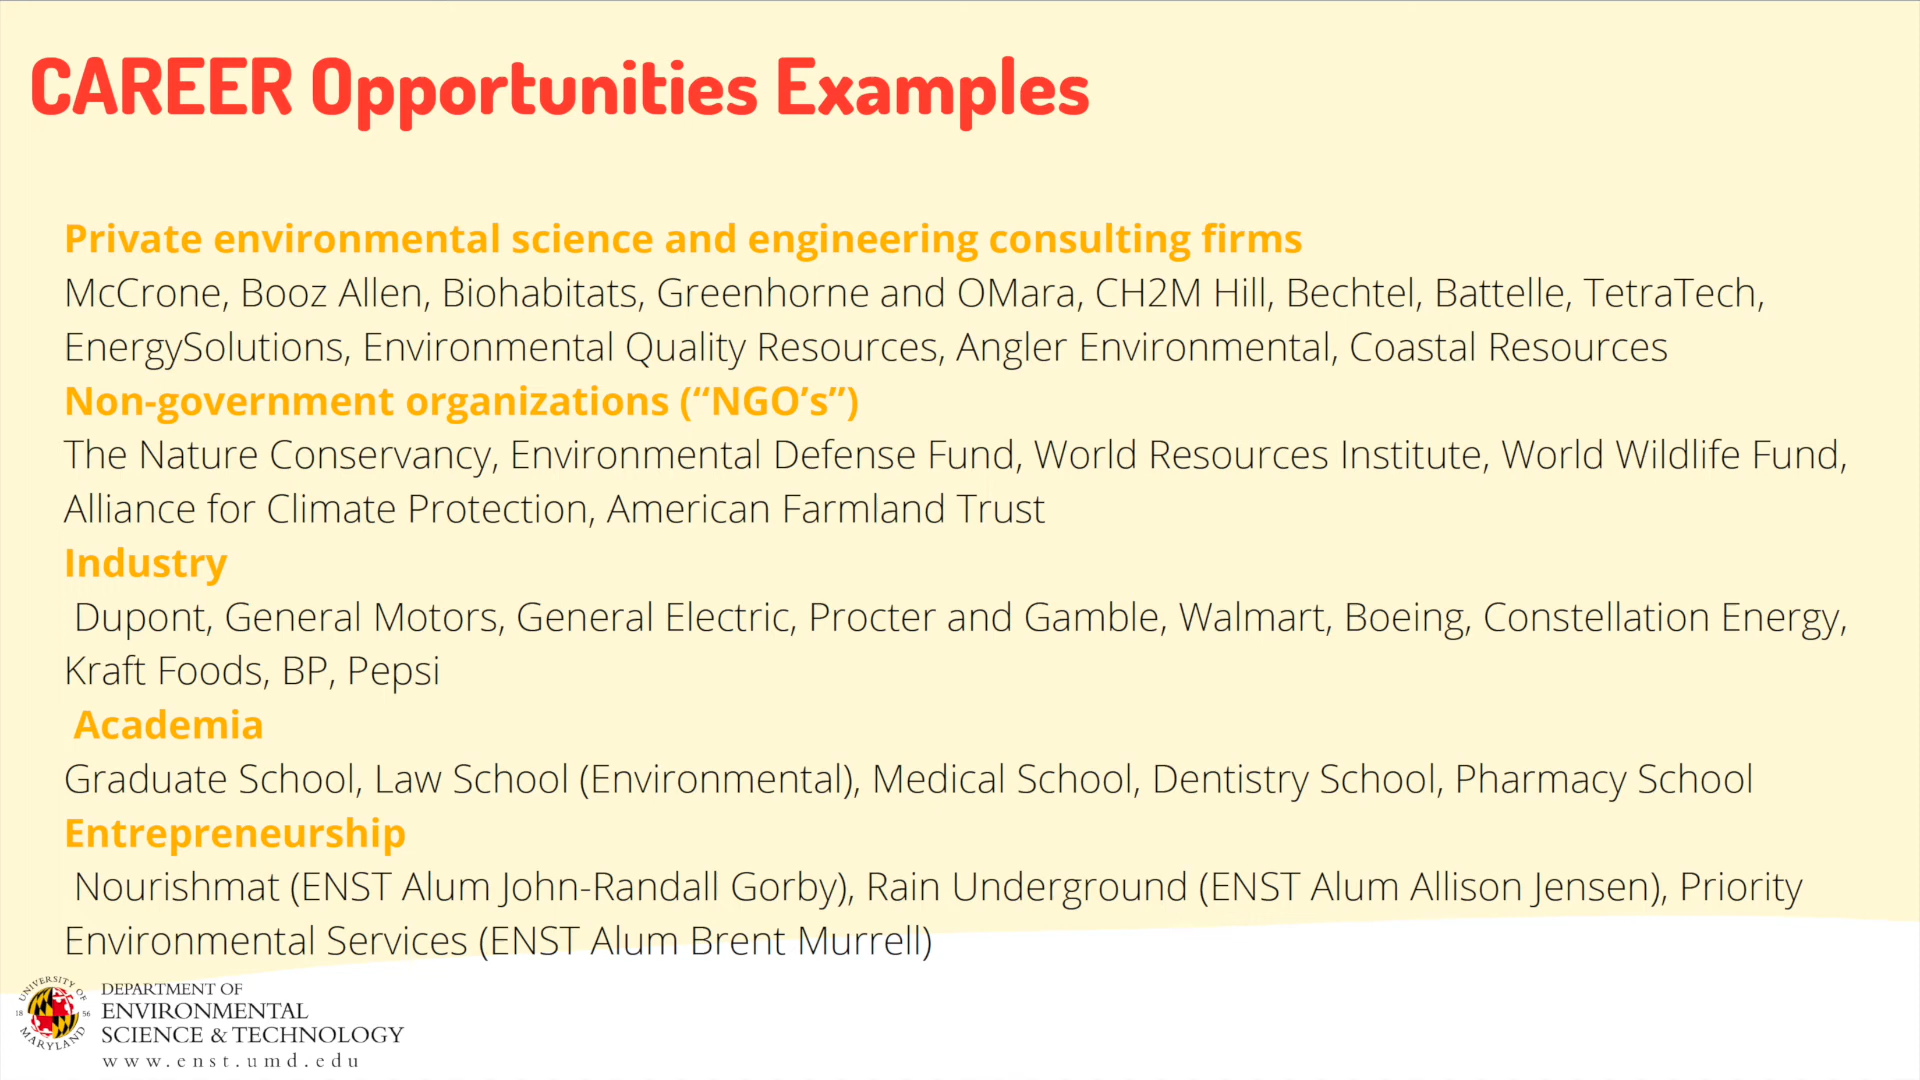 CAREER Opportunities Examples
Private environmental science and engineering consulting firms
McCrone, Booz Allen, Biohabitats, Greenhorne and OMara, CH2M Hill, Bechtel, Battelle, TetraTech,
EnergySolutions, Environmental Quality Resources, Angler Environmental, Coastal Resources
Non-government organizations (“NGO’s”)
The Nature Conservancy, Environmental Defense Fund, World Resources Institute, World Wildlife Fund,
Alliance for Climate Protection, American Farmland Trust
Industry
Dupont, General Motors, General Electric, Procter and Gamble, Walmart, Boeing, Constellation Energy,
Kraft Foods, BP, Pepsi
Academia
Graduate School, Law School (Environmental), Medical School, Dentistry School, Pharmacy School
Entrepreneurship
Nourishmat (ENST Alum John-Randall Gorby), Rain Underground (ENST Alum Allison Jensen), Priority
Environmental Services (ENST Alum Brent Murrell)
UNIVERSITY OF
18 56
MARYLAND
DEPARTMENT OF
ENVIRONMENTAL
SCIENCE & TECHNOLOGY
www.enst.umd.edu